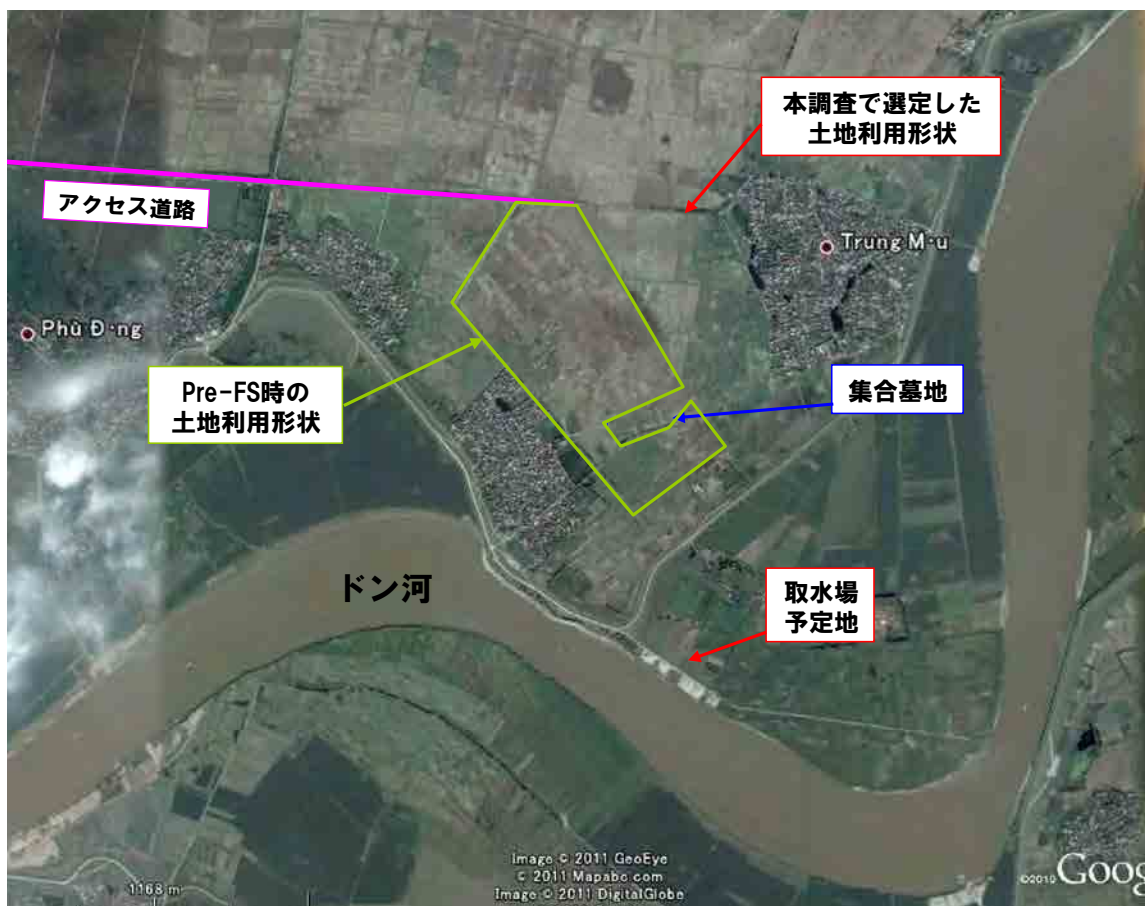 本調査で選定した
土地利用形状
アクセス道路
Trung M·u
Phù Đ·ng
Pre-FS時の
土地利用形状
集合墓地
ドン河
取水場
予定地
Image © 2011 GeoEye
© 2011 Mapabc.com
Image © 2011 DigitalGlobe
©2010 Goog
1168 m